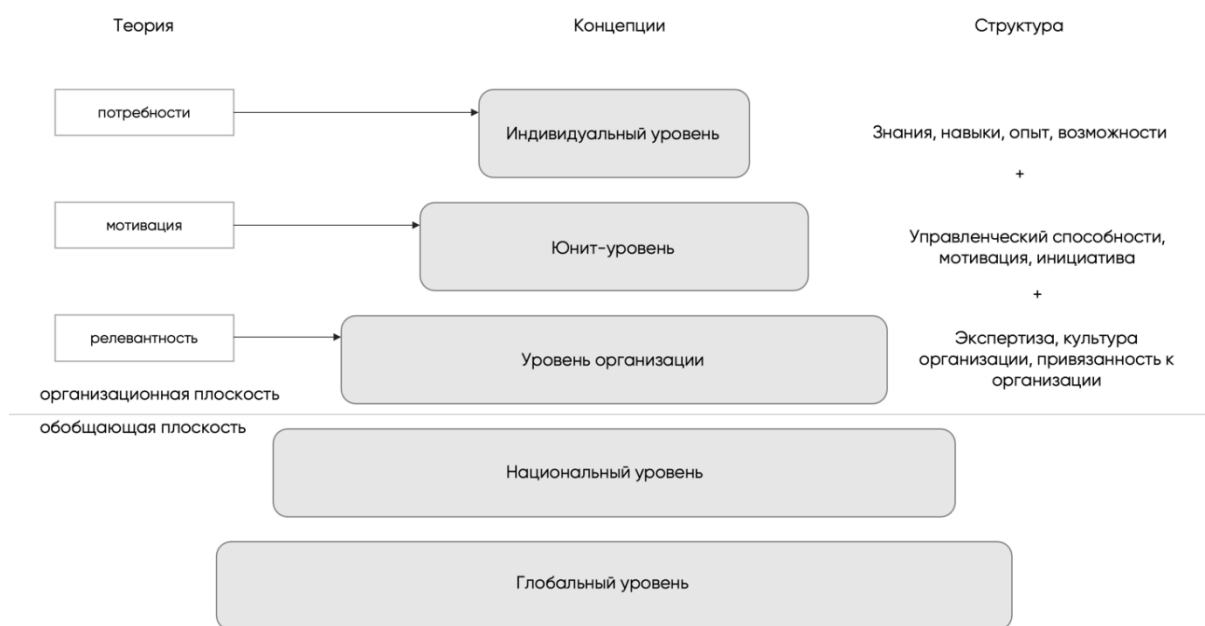 Теория
Концепции
Структура
потребности
Индивидуальный уровень
Знания, навыки, опыт, возможности
+
мотивация
Юнит-уровень
Управленческий способности,
мотивация, инициатива
+
релевантность
Уровень организации
Экспертиза, культура
организации, привязанность к
организации
организационная плоскость
обобщающая плоскость
Национальный уровень
Глобальный уровень